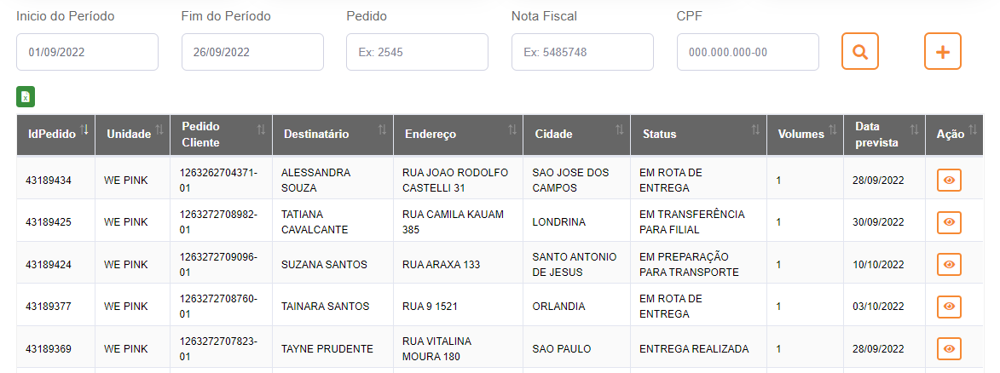 Inicio do Período Fim do Período Pedido Nota Fiscal CPF
01/09/2022 26/09/2022 Ex: 2545 Ex: 5485748 000.000.000-00
IdPedido Unidade Pedido Cliente Destinatário Endereço Cidade Status Volumes Data prevista Ação
43189434 WE PINK 1263262704371-01 ALESSANDRA SOUZA RUA JOAO RODOLFO CASTELLI 31 SAO JOSE DOS CAMPOS EM ROTA DE ENTREGA 1 28/09/2022
43189425 WE PINK 1263272708982-01 TATIANA CAVALCANTE RUA CAMILA KAUAM 385 LONDRINA EM TRANSFERÊNCIA PARA FILIAL 1 30/09/2022
43189424 WE PINK 1263272709096-01 SUZANA SANTOS RUA ARAXA 133 SANTO ANTONIO DE JESUS EM PREPARAÇÃO PARA TRANSPORTE 1 10/10/2022
43189377 WE PINK 1263272708760-01 TAINARA SANTOS RUA 9 1521 ORLANDIA EM ROTA DE ENTREGA 1 03/10/2022
43189369 WE PINK 1263272707823-01 TAYNE PRUDENTE RUA VITALINA MOURA 180 SAO PAULO ENTREGA REALIZADA 1 28/09/2022